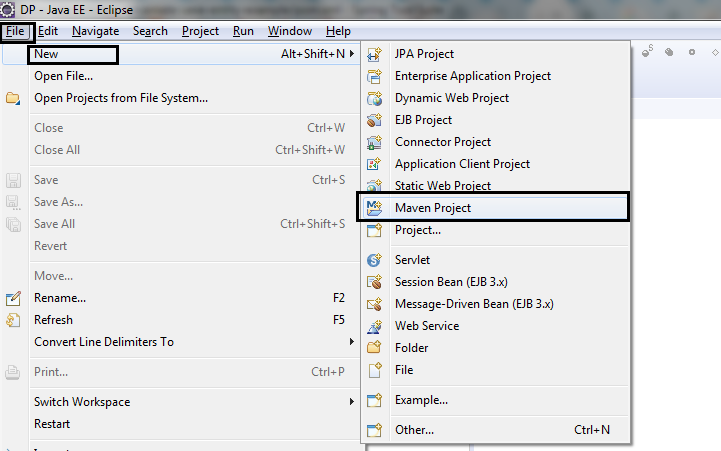 DP - Java EE - Eclipse
File Edit Navigate Search Project Run Window Help
New Alt+Shift+N
Open File...
Open Projects from File System...
Close Ctrl+W
Close All Ctrl+Shift+W
Save Ctrl+S
Save As...
Save All Ctrl+Shift+S
Revert
Move...
Rename... F2
Refresh F5
Convert Line Delimiters To
Print... Ctrl+P
Switch Workspace
Restart
JPA Project
Enterprise Application Project
Dynamic Web Project
EJB Project
Connector Project
Application Client Project
Static Web Project
Maven Project
Project...
Servlet
Session Bean (EJB 3.x)
Message-Driven Bean (EJB 3.x)
Web Service
Folder
File
Example...
Other... Ctrl+N